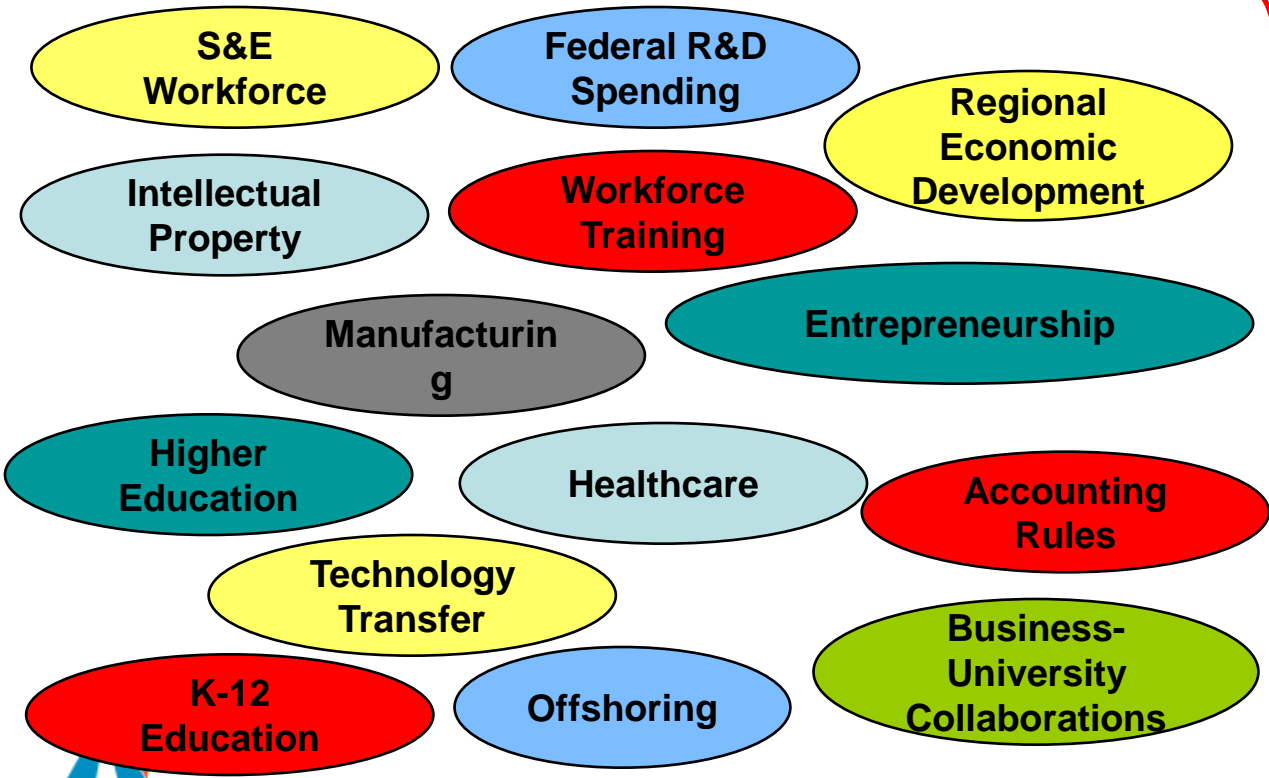 S&E
Workforce
Federal R&D
Spending
Regional
Economic
Development
Intellectual
Property
Workforce
Training
Manufacturin
g
Entrepreneurship
Higher
Education
Healthcare
Accounting
Rules
Technology
Transfer
Business-
University
Collaborations
K-12
Education
Offshoring